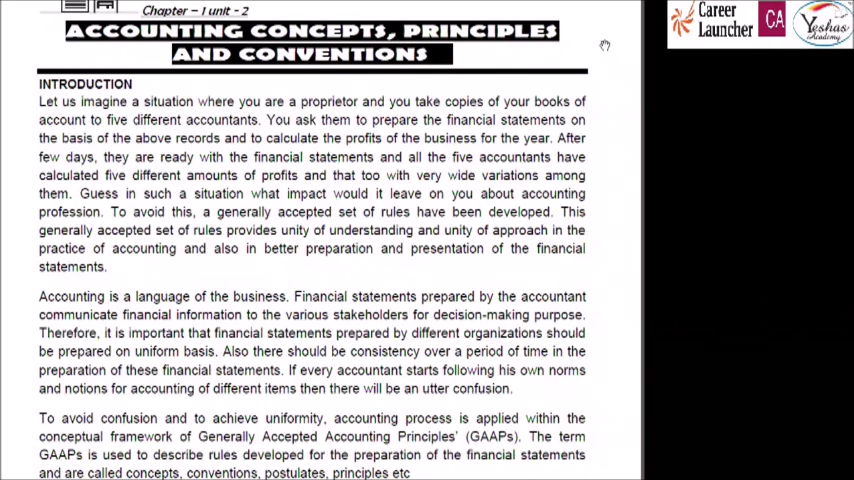 Chapter – 1 unit - 2
ACCOUNTING CONCEPTS, PRINCIPLES
AND CONVENTIONS
INTRODUCTION
Let us imagine a situation where you are a proprietor and you take copies of your books of
account to five different accountants. You ask them to prepare the financial statements on
the basis of the above records and to calculate the profits of the business for the year. After
few days, they are ready with the financial statements and all the five accountants have
calculated five different amounts of profits and that too with very wide variations among
them. Guess in such a situation what impact would it leave on you about accounting
profession. To avoid this, a generally accepted set of rules have been developed. This
generally accepted set of rules provides unity of understanding and unity of approach in the
practice of accounting and also in better preparation and presentation of the financial
statements.
Accounting is a language of the business. Financial statements prepared by the accountant
communicate financial information to the various stakeholders for decision-making purpose.
Therefore, it is important that financial statements prepared by different organizations should
be prepared on uniform basis. Also there should be consistency over a period of time in the
preparation of these financial statements. If every accountant starts following his own norms
and notions for accounting of different items then there will be an utter confusion.
To avoid confusion and to achieve uniformity, accounting process is applied within the
conceptual framework of Generally Accepted Accounting Principles' (GAAPs). The term
GAAPs is used to describe rules developed for the preparation of the financial statements
and are called concepts, conventions, postulates, principles etc
Career
Launcher
CA
Yeshas
Academy